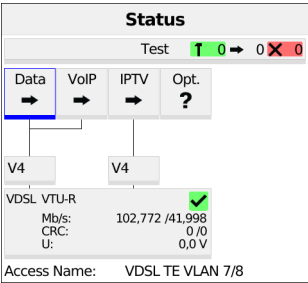 Status
Test 0 ➡ 0 ✕ 0
Data VoIP IPTV Opt.
➡ ➡ ➡ ?
V4 V4
VDSL VTU-R ✔
Mb/s: 102,772 /41,998
CRC: 0 /0
U: 0,0 V
Access Name: VDSL TE VLAN 7/8